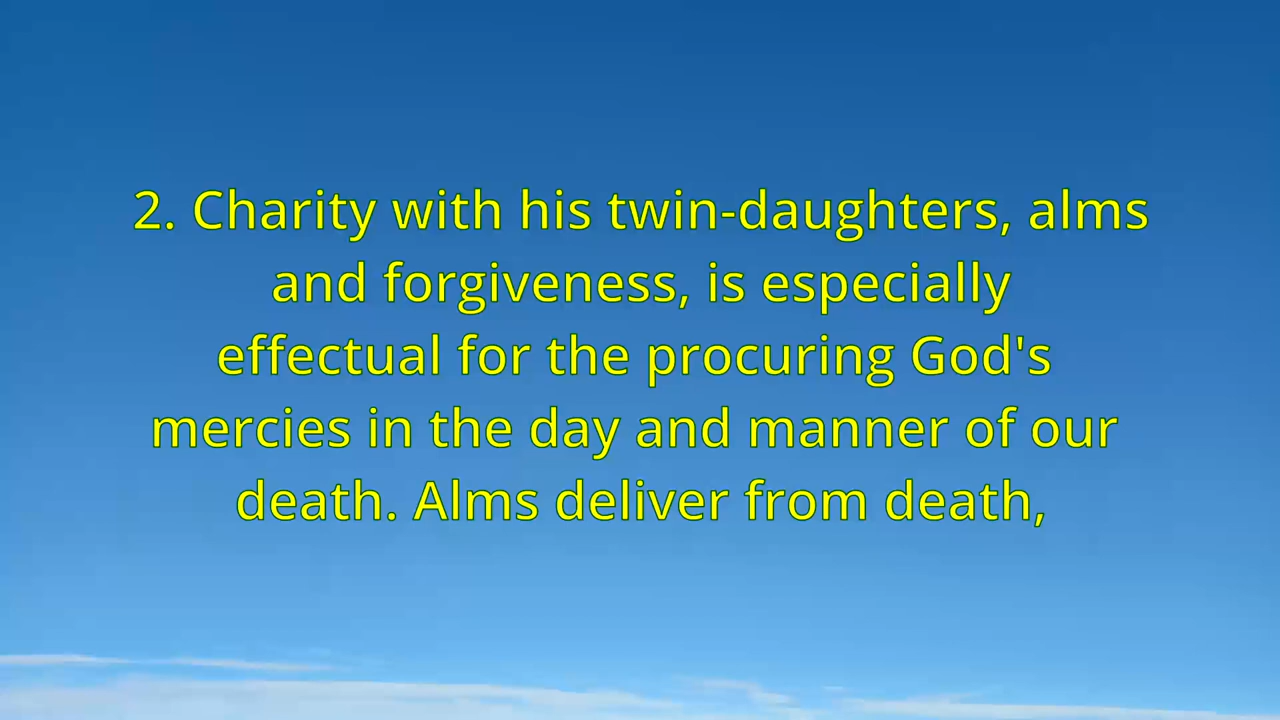 2. Charity with his twin-daughters, alms
and forgiveness, is especially
effectual for the procuring God's
mercies in the day and manner of our
death. Alms deliver from death,